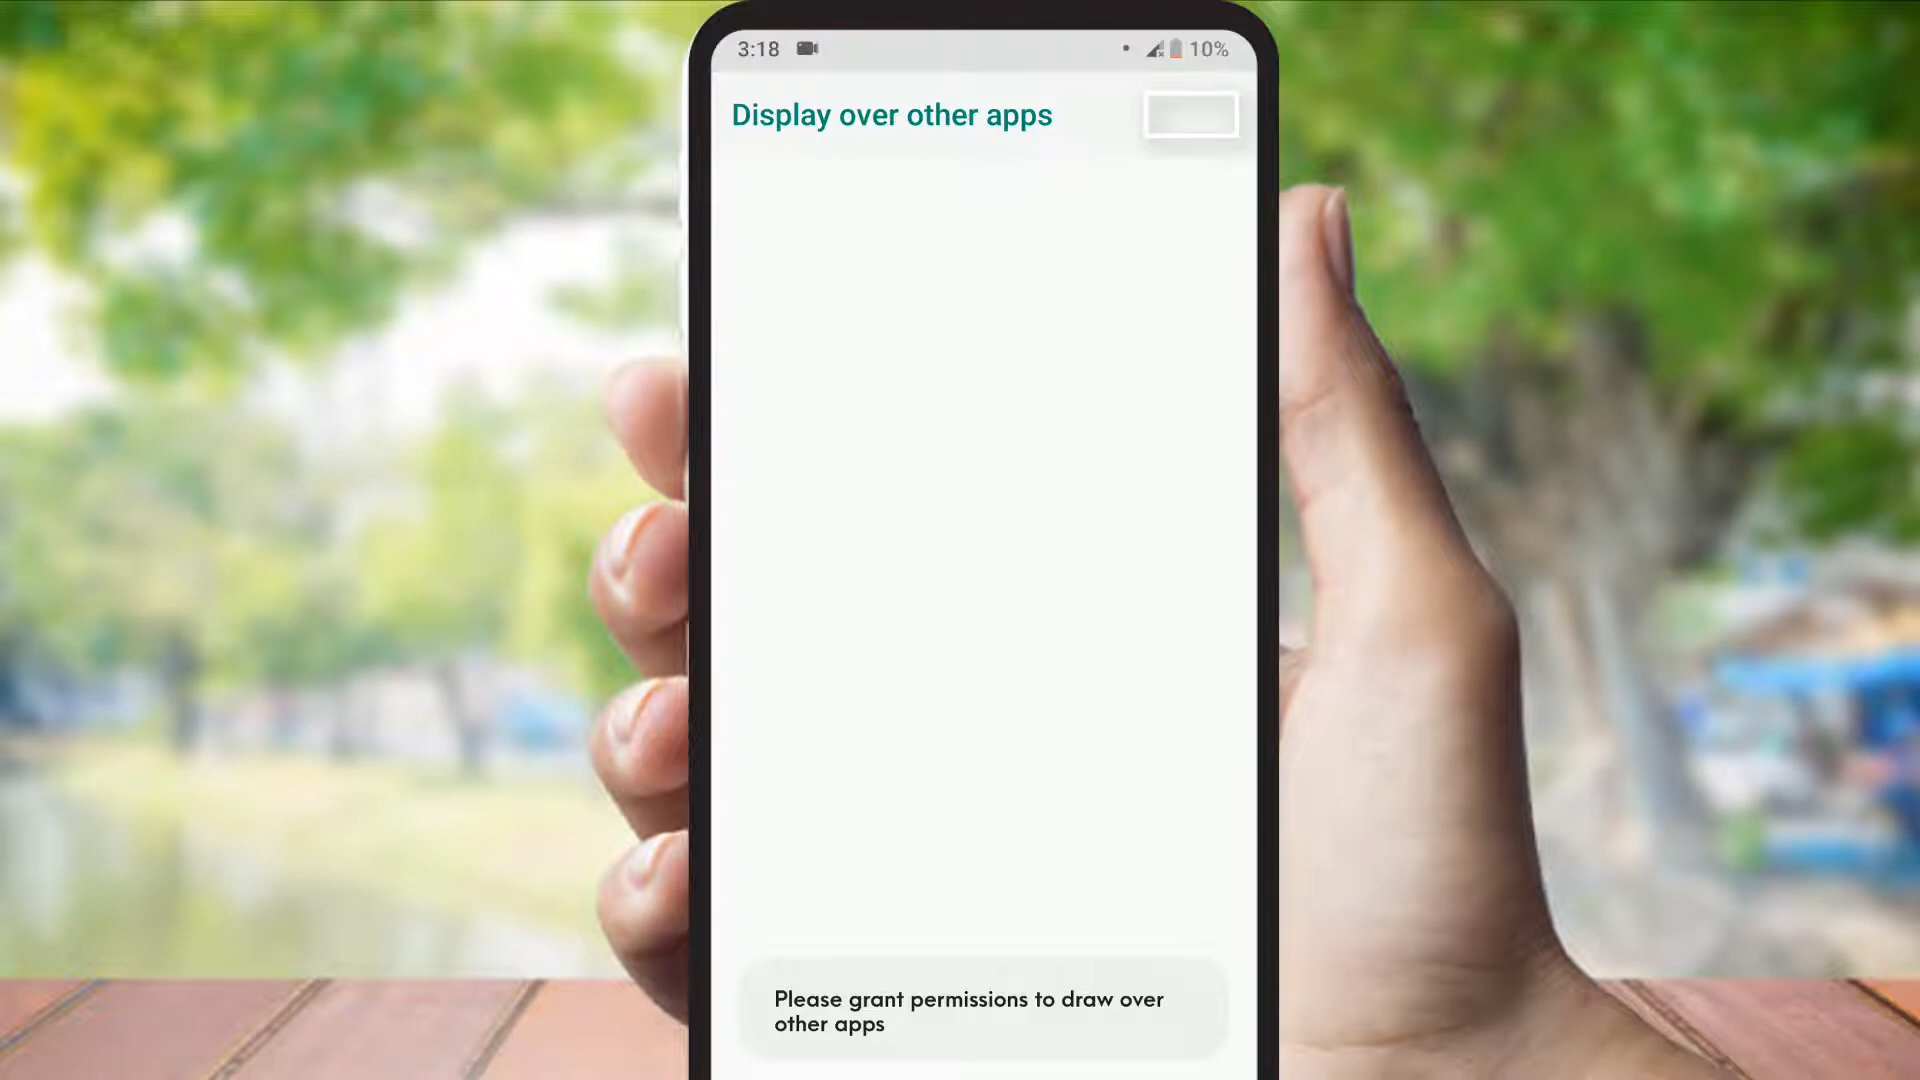 3:18
10%
Display over other apps
Please grant permissions to draw over
other apps